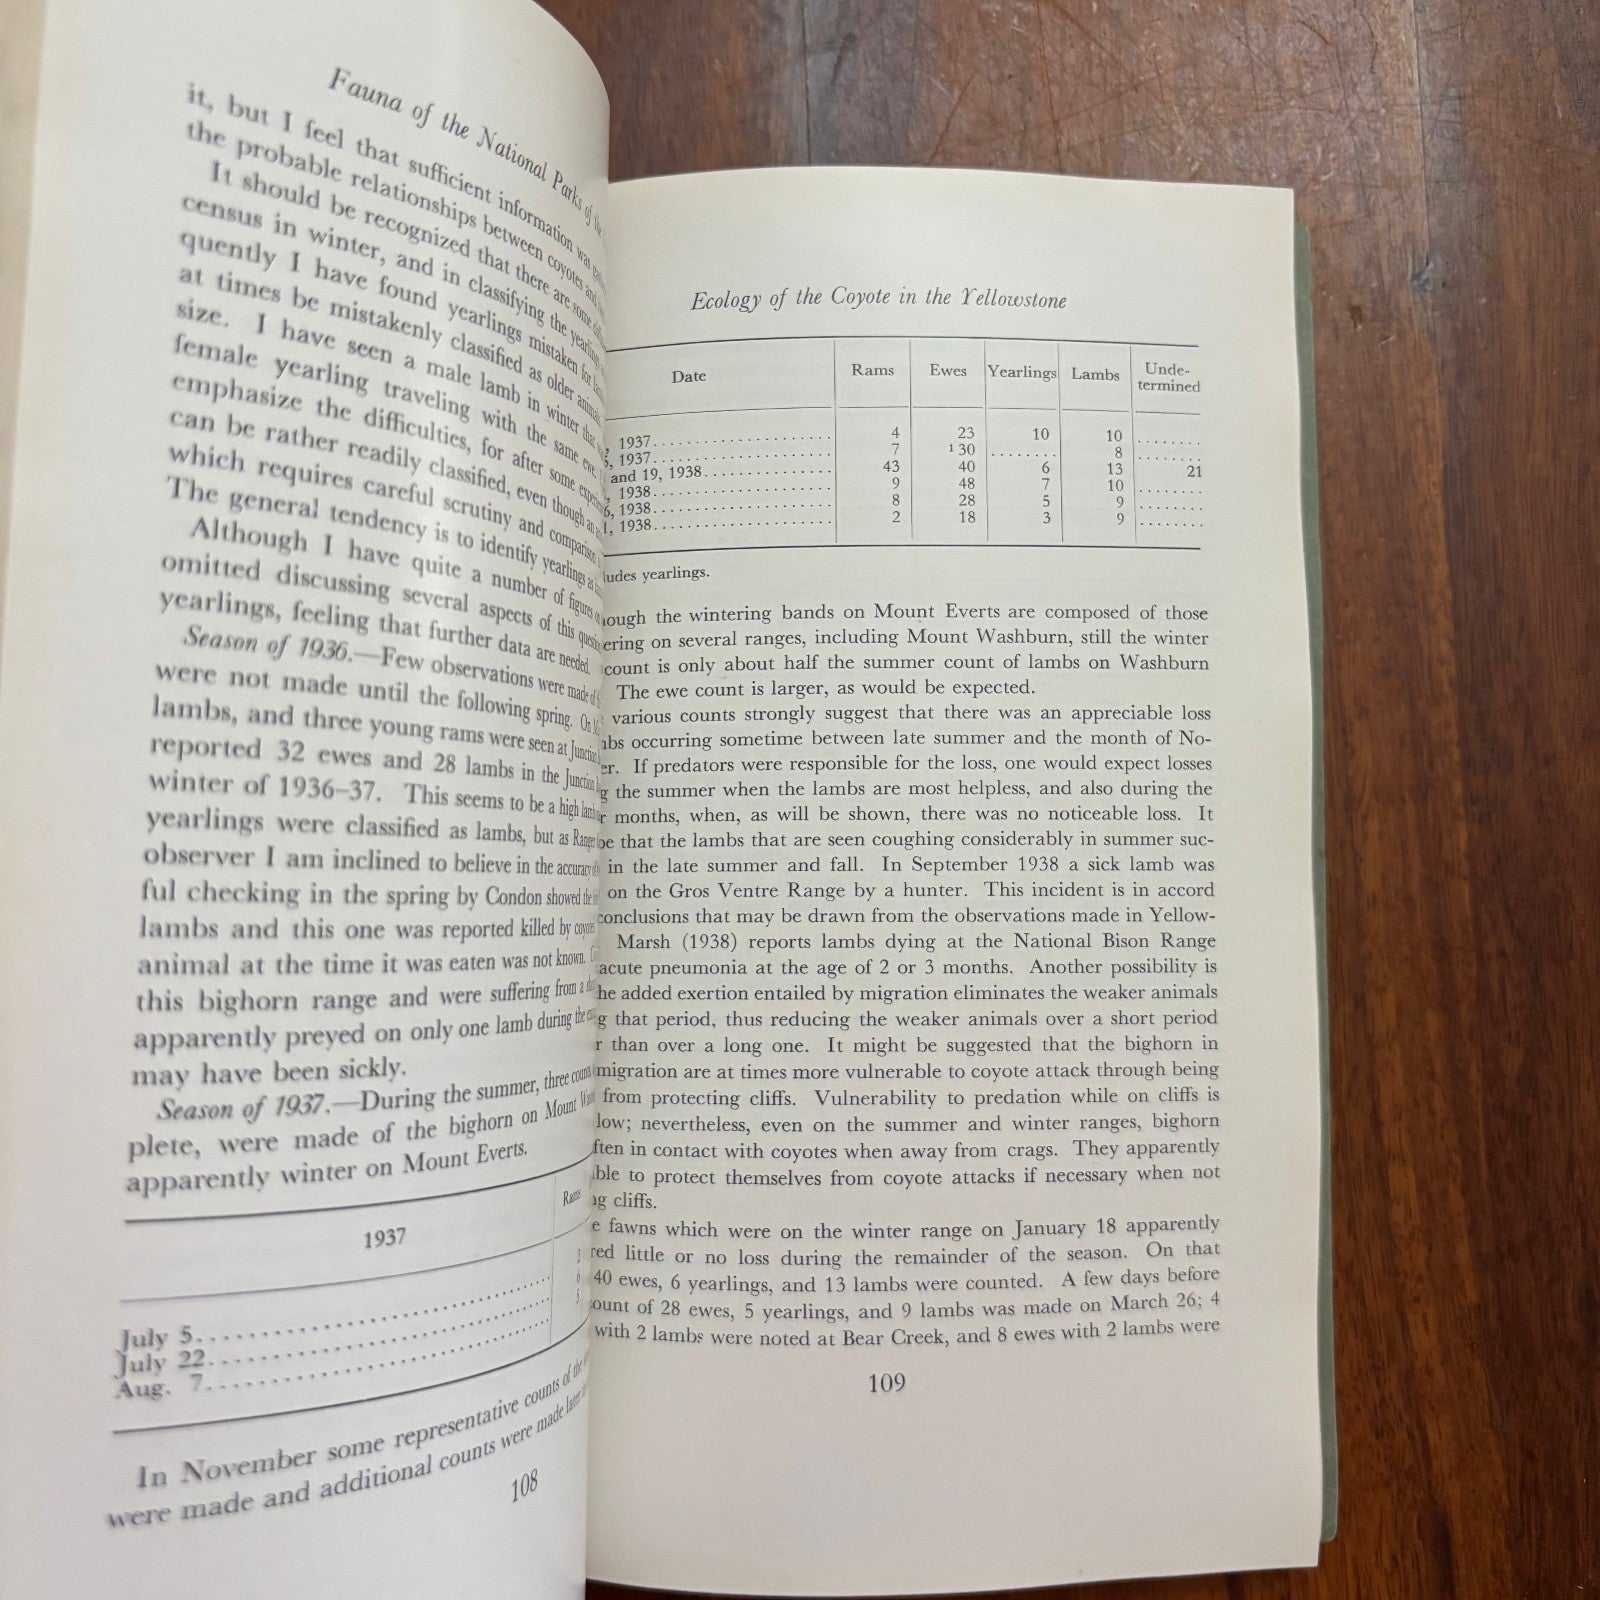 Fauna of the National Parks of the
it, but I feel that sufficient information was
the probable relationships between coyotes and
It should be recognized that there are some
census in winter, and in classifying the yearlings
quently I have found yearlings mistaken for
at times be mistakenly classified as older animals
size. I have seen a male lamb in winter that
female yearling traveling with the same ewe
emphasize the difficulties, for after some
can be rather readily classified, even though an
which requires careful scrutiny and comparison
The general tendency is to identify yearlings as
Although I have quite a number of figures on
omitted discussing several aspects of this
yearlings, feeling that further data are needed.
Season of 1936.—Few observations were made of
were not made until the following spring. On
lambs, and three young rams were seen at Junction
reported 32 ewes and 28 lambs in the Junction
winter of 1936–37. This seems to be a high lamb
yearlings were classified as lambs, but as Ranger
observer I am inclined to believe in the accuracy of
ful checking in the spring by Condon showed the
lambs and this one was reported killed by coyotes
animal at the time it was eaten was not known.
this bighorn range and were suffering from a
apparently preyed on only one lamb during the
may have been sickly.
Season of 1937.—During the summer, three counts
plete, were made of the bighorn on Mount
apparently winter on Mount Everts.
1937 Rams
July 5
July 22 6
Aug. 7 5
In November some representative counts of the
were made and additional counts were made later
108
Ecology of the Coyote in the Yellowstone
Date Rams Ewes Yearlings Lambs Unde-
termined
, 1937 4 23 10 10
5, 1937 7 ¹30 8
and 19, 1938 43 40 6 13 21
, 1938 9 48 7 10
6, 1938 8 28 5 9
1, 1938 2 18 3 9
ludes yearlings.
ough the wintering bands on Mount Everts are composed of those
ering on several ranges, including Mount Washburn, still the winter
count is only about half the summer count of lambs on Washburn
The ewe count is larger, as would be expected.
various counts strongly suggest that there was an appreciable loss
bs occurring sometime between late summer and the month of No-
er. If predators were responsible for the loss, one would expect losses
g the summer when the lambs are most helpless, and also during the
r months, when, as will be shown, there was no noticeable loss. It
be that the lambs that are seen coughing considerably in summer suc-
in the late summer and fall. In September 1938 a sick lamb was
on the Gros Ventre Range by a hunter. This incident is in accord
conclusions that may be drawn from the observations made in Yellow-
Marsh (1938) reports lambs dying at the National Bison Range
acute pneumonia at the age of 2 or 3 months. Another possibility is
he added exertion entailed by migration eliminates the weaker animals
g that period, thus reducing the weaker animals over a short period
r than over a long one. It might be suggested that the bighorn in
migration are at times more vulnerable to coyote attack through being
from protecting cliffs. Vulnerability to predation while on cliffs is
low; nevertheless, even on the summer and winter ranges, bighorn
ften in contact with coyotes when away from crags. They apparently
ble to protect themselves from coyote attacks if necessary when not
ng cliffs.
e fawns which were on the winter range on January 18 apparently
red little or no loss during the remainder of the season. On that
40 ewes, 6 yearlings, and 13 lambs were counted. A few days before
ount of 28 ewes, 5 yearlings, and 9 lambs was made on March 26; 4
with 2 lambs were noted at Bear Creek, and 8 ewes with 2 lambs were
109